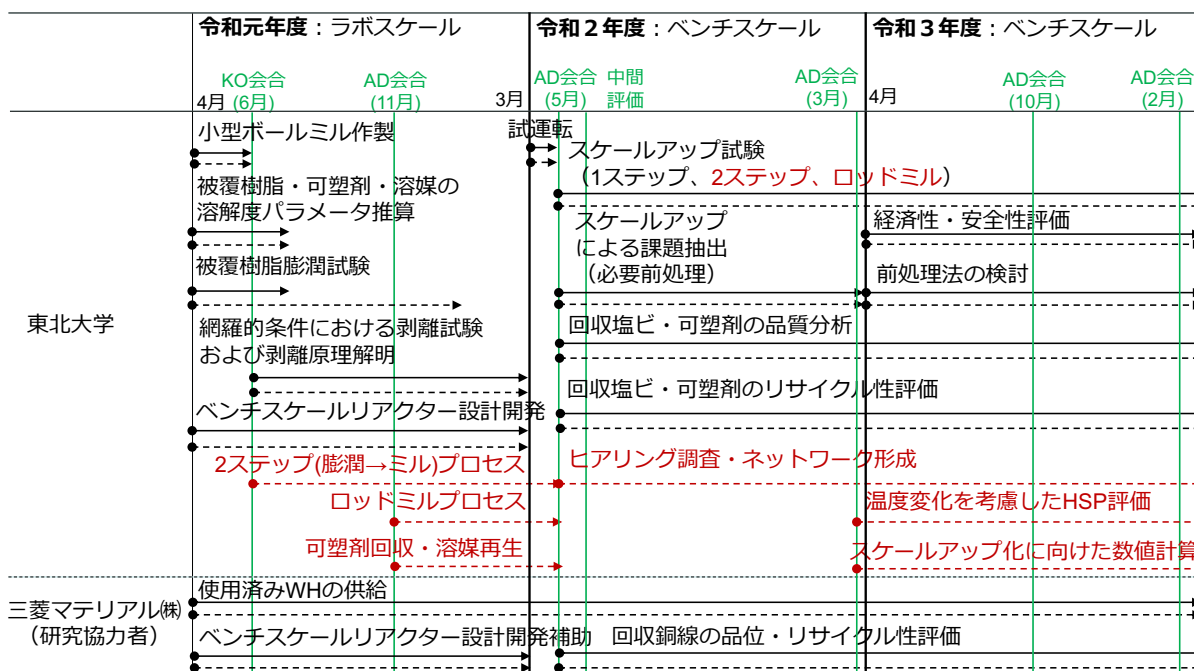 令和元年度：ラボスケール
令和２年度：ベンチスケール
令和３年度：ベンチスケール
KO会合
(6月)
AD会合
(11月)
AD会合
(5月)
中間
評価
AD会合
(3月)
AD会合
(10月)
AD会合
(2月)
4月
3月
4月
東北大学
小型ボールミル作製
被覆樹脂・可塑剤・溶媒の
溶解度パラメータ推算
被覆樹脂膨潤試験
網羅的条件における剥離試験
および剥離原理解明
ベンチスケールリアクター設計開発
2ステップ(膨潤→ミル)プロセス
ロッドミルプロセス
可塑剤回収・溶媒再生
試運転
スケールアップ試験
（1ステップ、2ステップ、ロッドミル）
スケールアップ
による課題抽出
（必要前処理）
回収塩ビ・可塑剤の品質分析
回収塩ビ・可塑剤のリサイクル性評価
ヒアリング調査・ネットワーク形成
経済性・安全性評価
前処理法の検討
温度変化を考慮したHSP評価
スケールアップ化に向けた数値計算
三菱マテリアル㈱
（研究協力者）
使用済みWHの供給
ベンチスケールリアクター設計開発補助
回収銅線の品位・リサイクル性評価